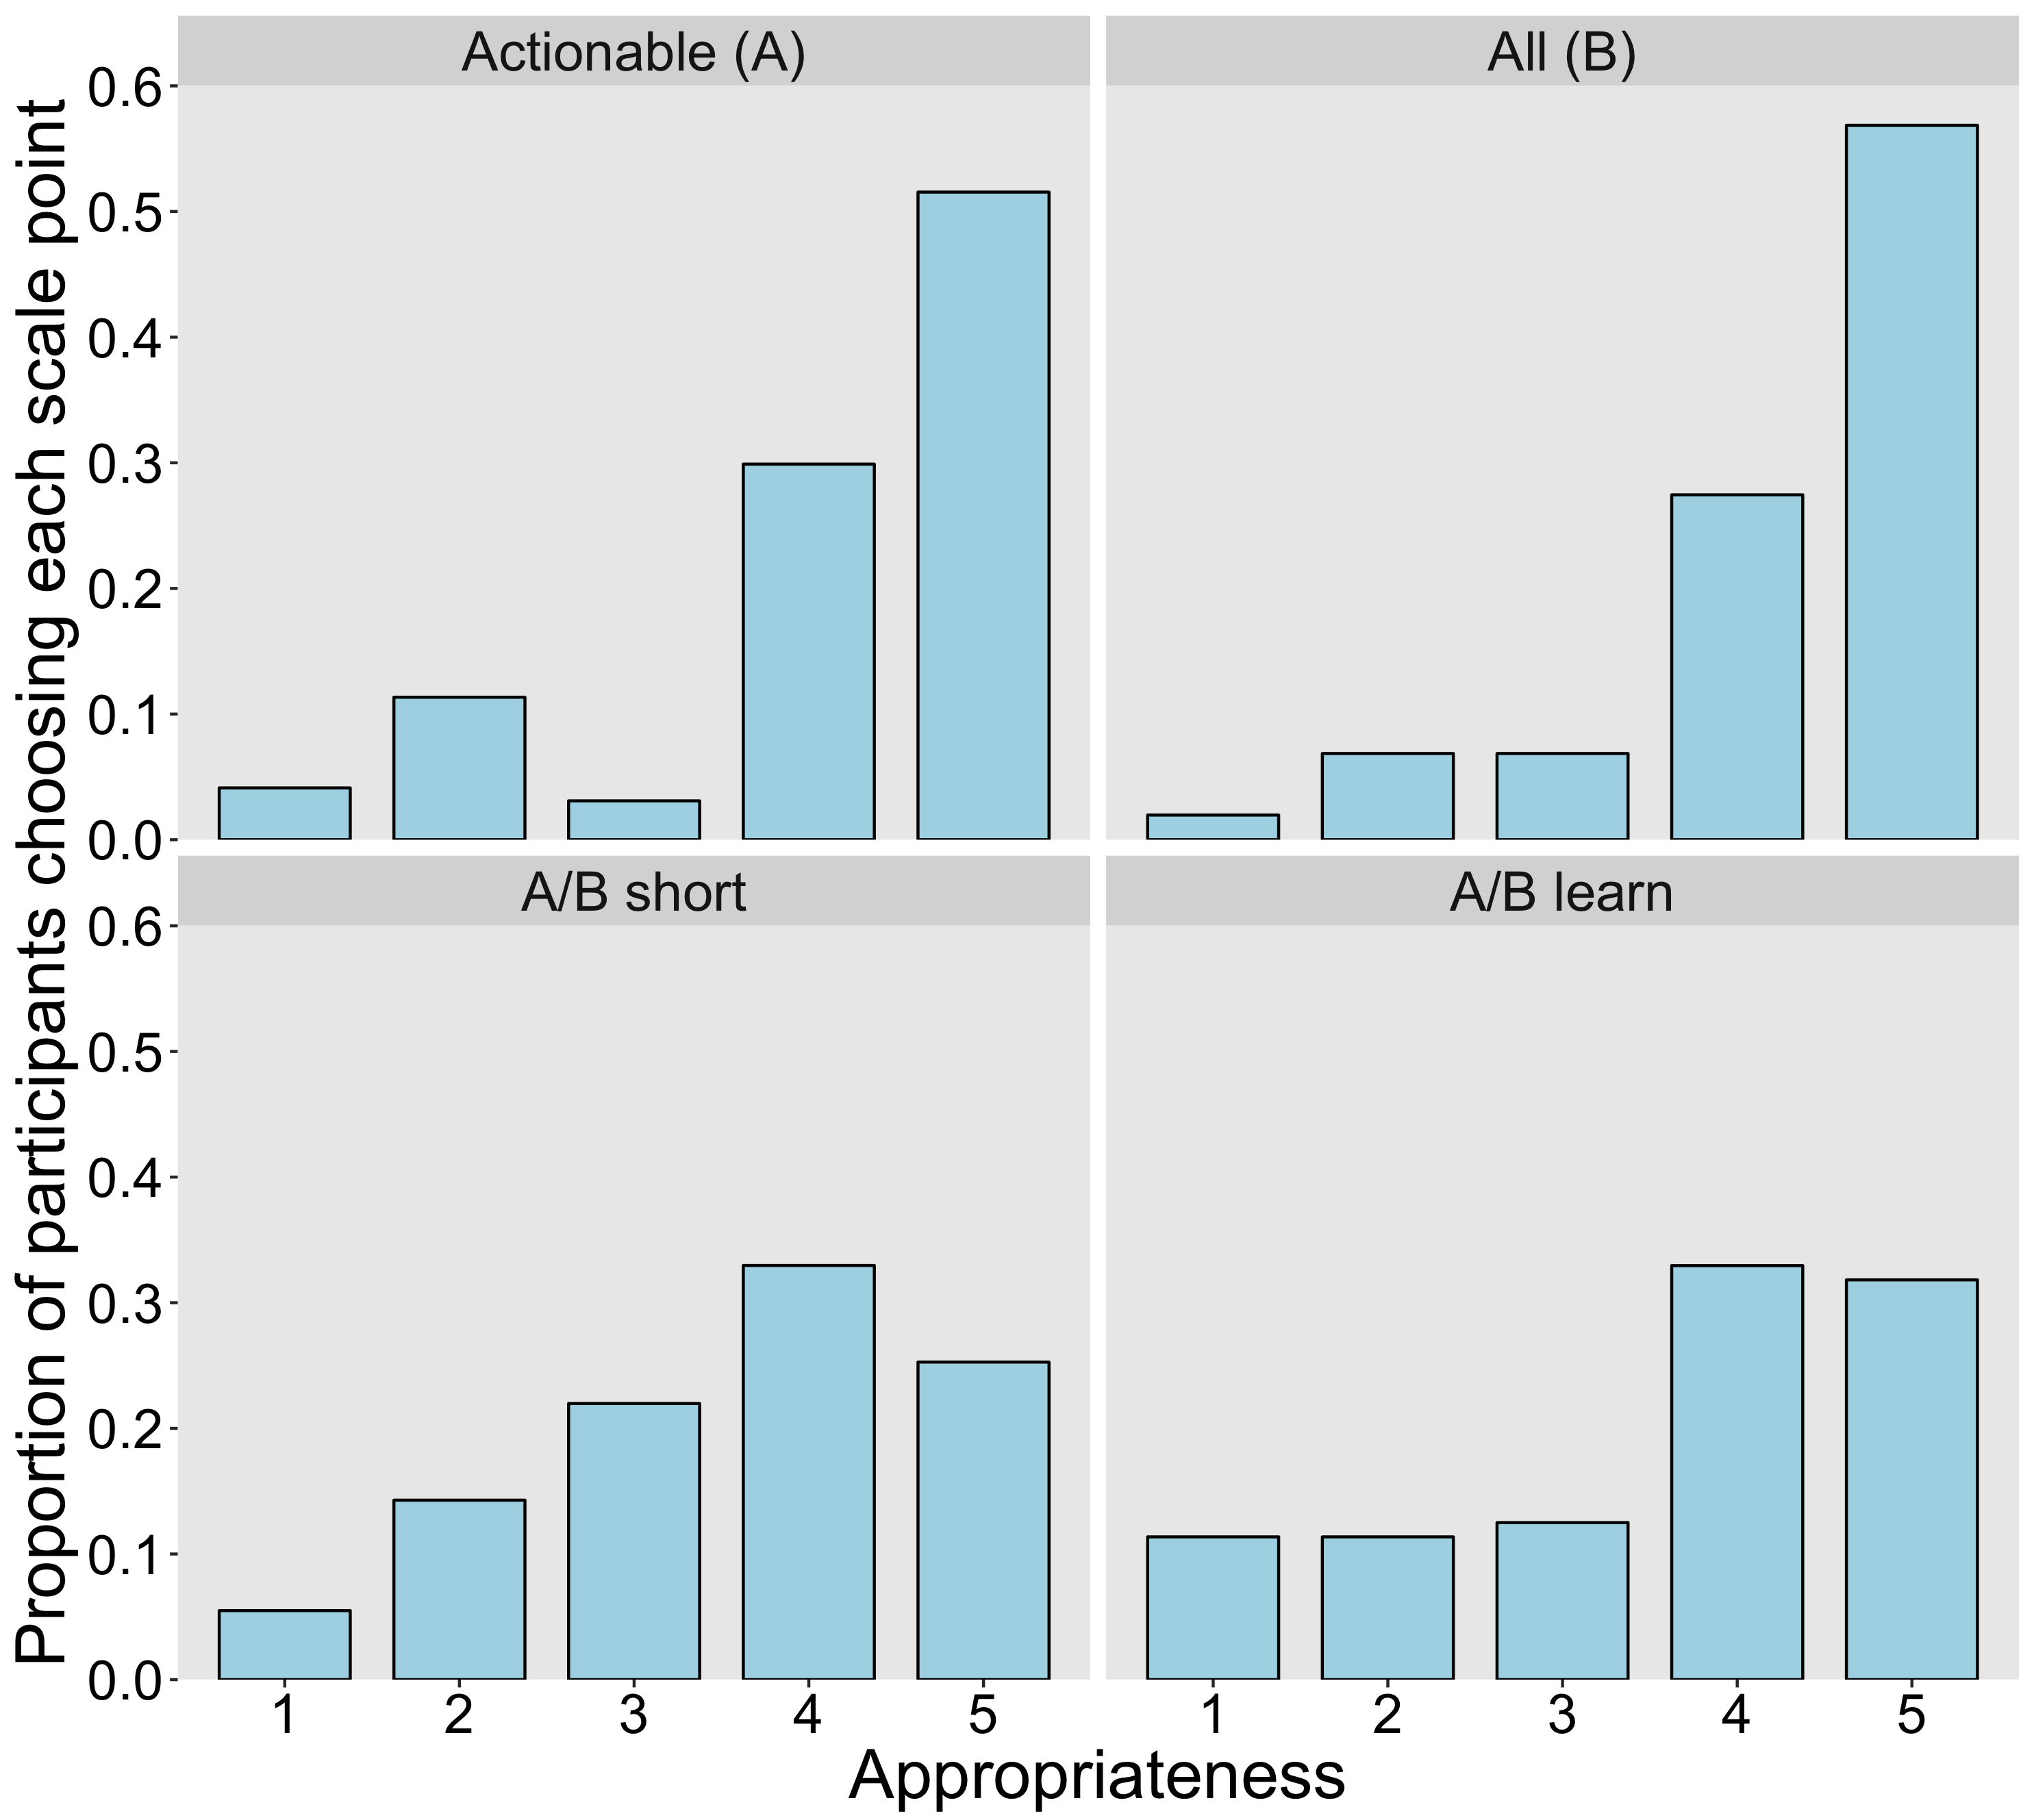 Proportion of participants choosing each scale point
Actionable (A)
0.6
0.5
0.4
0.3
0.2
0.1
0.0
All (B)
A/B short
0.6
0.5
0.4
0.3
0.2
0.1
0.0
1 2 3 4 5
A/B learn
1 2 3 4 5
Appropriateness